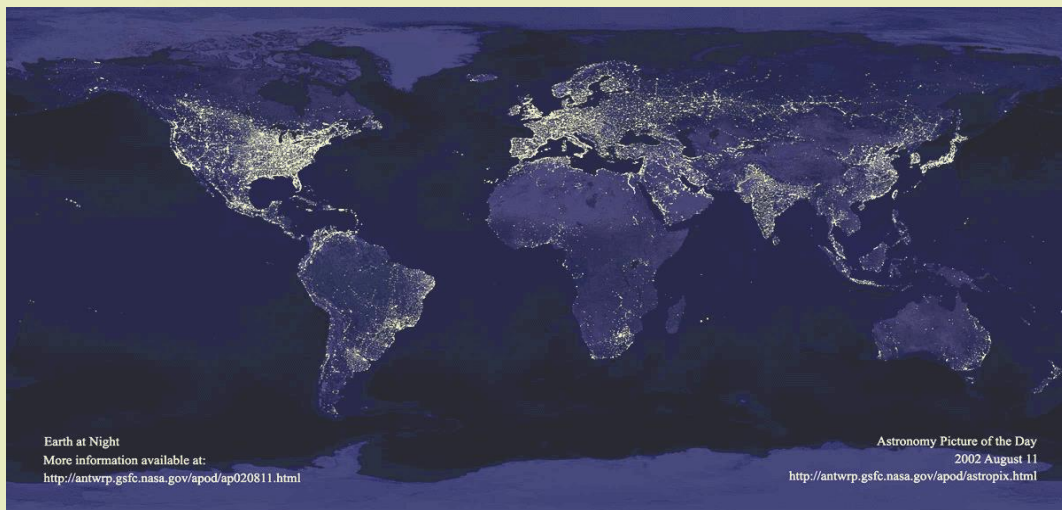 Earth at Night
More information available at:
http://antwrp.gsfc.nasa.gov/apod/ap020811.html
Astronomy Picture of the Day
2002 August 11
http://antwrp.gsfc.nasa.gov/apod/astropix.html